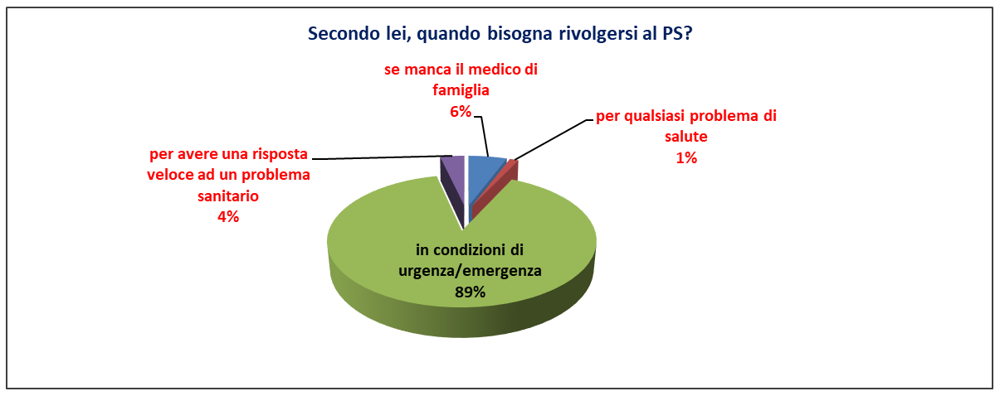 Secondo lei, quando bisogna rivolgersi al PS?
se manca il medico di
famiglia
6%
per qualsiasi problema di
salute
1%
per avere una risposta
veloce ad un problema
sanitario
4%
in condizioni di
urgenza/emergenza
89%